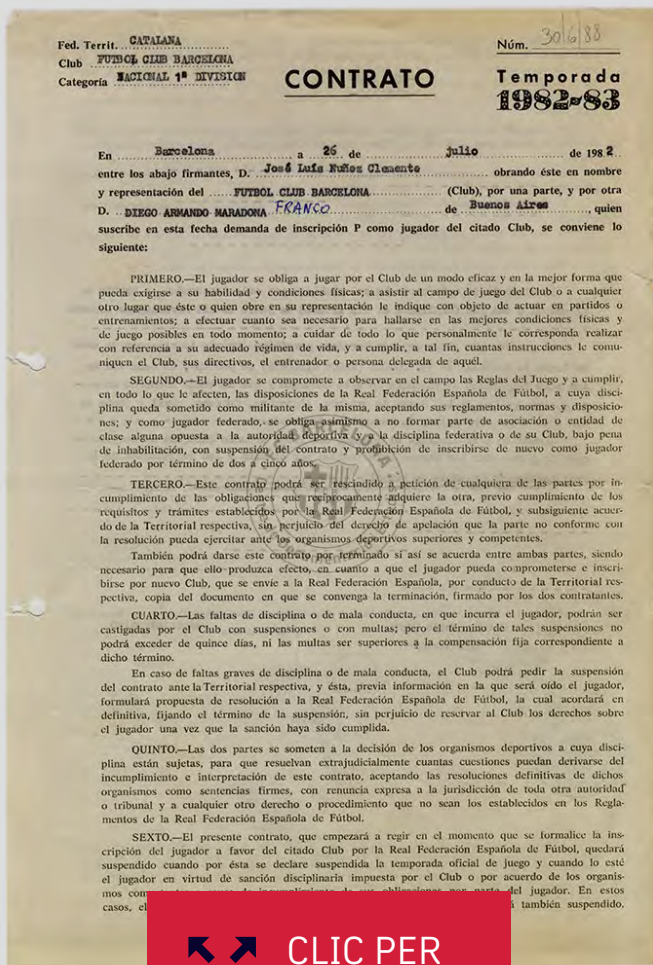 Fed. Territ. CATALANA
Club FUTBOL CLUB BARCELONA
Categoría NACIONAL 1ª DIVISION
CONTRATO
Núm. 30/6/88
Temporada
1982-83
En Barcelona a 26 de julio de 1982
entre los abajo firmantes, D. José Luis Nuñez Clemente obrando éste en nombre
y representación del FUTBOL CLUB BARCELONA (Club), por una parte, y por otra
D. DIEGO ARMANDO MARADONA FRANCO de Buenos Aires, quien
suscribe en esta fecha demanda de inscripción P como jugador del citado Club, se conviene lo
siguiente:
PRIMERO.—El jugador se obliga a jugar por el Club de un modo eficaz y en la mejor forma que
pueda exigirse a su habilidad y condiciones físicas; a asistir al campo de juego del Club o a cualquier
otro lugar que éste o quien obre en su representación le indique con objeto de actuar en partidos o
entrenamientos; a efectuar cuanto sea necesario para hallarse en las mejores condiciones físicas y
de juego posibles en todo momento; a cuidar de todo lo que personalmente le corresponda realizar
con referencia a su adecuado régimen de vida, y a cumplir, a tal fin, cuantas instrucciones le comu-
niquen el Club, sus directivos, el entrenador o persona delegada de aquél.
SEGUNDO.—El jugador se compromete a observar en el campo las Reglas del Juego y a cumplir,
en todo lo que le afecten, las disposiciones de la Real Federación Española de Fútbol, a cuya disci-
plina queda sometido como militante de la misma, aceptando sus reglamentos, normas y disposicio-
nes; y como jugador federado, se obliga asimismo a no formar parte de asociación o entidad de
clase alguna opuesta a la autoridad deportiva y a la disciplina federativa o de su Club, bajo pena
de inhabilitación, con suspensión del contrato y prohibición de inscribirse de nuevo como jugador
federado por término de dos a cinco años.
TERCERO.—Este contrato podrá ser rescindido a petición de cualquiera de las partes por in-
cumplimiento de las obligaciones que recíprocamente adquiere la otra, previo cumplimiento de los
requisitos y trámites establecidos por la Real Federación Española de Fútbol, y subsiguiente acuer-
do de la Territorial respectiva, sin perjuicio del derecho de apelación que la parte no conforme con
la resolución pueda ejercitar ante los organismos deportivos superiores y competentes.
También podrá darse este contrato por terminado si así se acuerda entre ambas partes, siendo
necesario para que ello produzca efecto, en cuanto a que el jugador pueda comprometerse e inscri-
birse por nuevo Club, que se envíe a la Real Federación Española, por conducto de la Territorial res-
pectiva, copia del documento en que se convenga la terminación, firmado por los dos contratantes.
CUARTO.—Las faltas de disciplina o de mala conducta, en que incurra el jugador, podrán ser
castigadas por el Club con suspensiones o con multas; pero el término de tales suspensiones no
podrá exceder de quince días, ni las multas ser superiores a la compensación fija correspondiente a
dicho término.
En caso de faltas graves de disciplina o de mala conducta, el Club podrá pedir la suspensión
del contrato ante la Territorial respectiva, y ésta, previa información en la que será oído el jugador,
formulará propuesta de resolución a la Real Federación Española de Fútbol, la cual acordará en
definitiva, fijando el término de la suspensión, sin perjuicio de reservar al Club los derechos sobre
el jugador una vez que la sanción haya sido cumplida.
QUINTO.—Las dos partes se someten a la decisión de los organismos deportivos a cuya disci-
plina están sujetas, para que resuelvan extrajudicialmente cuantas cuestiones puedan derivarse del
incumplimiento e interpretación de este contrato, aceptando las resoluciones definitivas de dichos
organismos como sentencias firmes, con renuncia expresa a la jurisdicción de toda otra autoridad
o tribunal y a cualquier otro derecho o procedimiento que no sean los establecidos en los Regla-
mentos de la Real Federación Española de Fútbol.
SEXTO.—El presente contrato, que empezará a regir en el momento que se formalice la ins-
cripción del jugador a favor del citado Club por la Real Federación Española de Fútbol, quedará
suspendido cuando por ésta se declare suspendida la temporada oficial de juego y cuando lo esté
el jugador en virtud de sanción disciplinaria impuesta por el Club o por acuerdo de los organis-
mos del jugador. En estos
casos, también suspendido.
CLIC PER